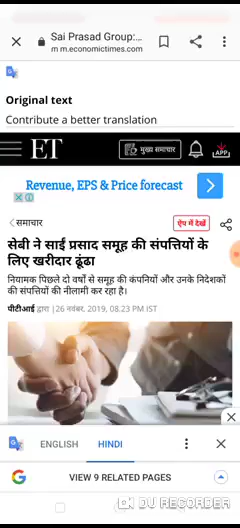 Sai Prasad Group:...
m m.economictimes.com
Original text
Contribute a better translation
ET
मुख्य समाचार
APP
Revenue, EPS & Price forecast
समाचार
ऐप में देखें
सेबी ने साईं प्रसाद समूह की संपत्तियों के
लिए खरीदार ढूंढा
नियामक पिछले दो वर्षों से समूह की कंपनियों और उनके निदेशकों
की संपत्तियों की नीलामी कर रहा है।
पीटीआई द्वारा |26 नवंबर, 2019, 08.23 PM IST
ENGLISH HINDI
G VIEW 9 RELATED PAGES
DU RECORDER